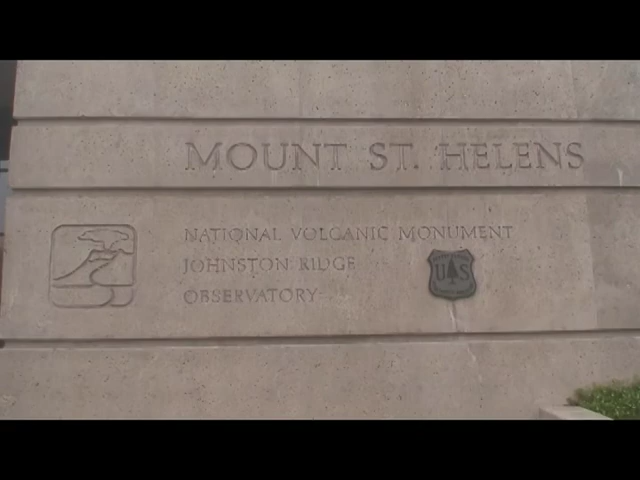 MOUNT ST. HELENS
NATIONAL VOLCANIC MONUMENT
JOHNSTON RIDGE
OBSERVATORY
U S